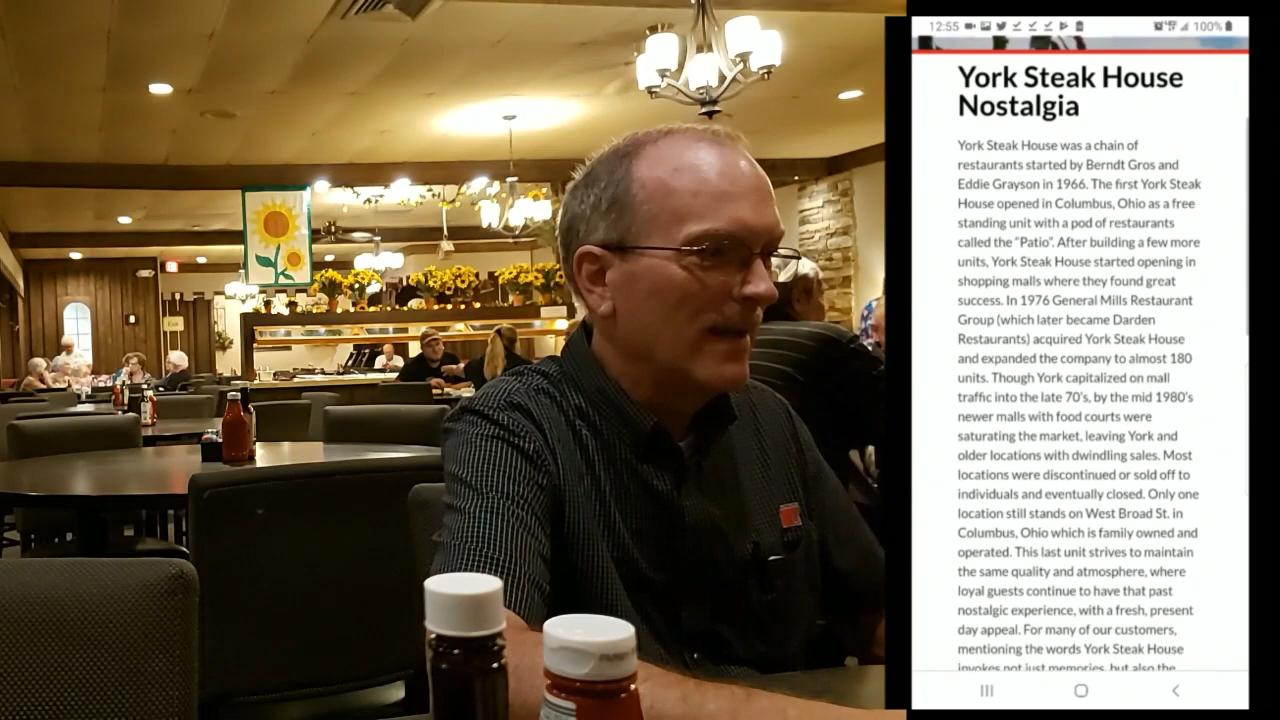 12:55
100%
York Steak House
Nostalgia
York Steak House was a chain of
restaurants started by Berndt Gros and
Eddie Grayson in 1966. The first York Steak
House opened in Columbus, Ohio as a free
standing unit with a pod of restaurants
called the “Patio”. After building a few more
units, York Steak House started opening in
shopping malls where they found great
success. In 1976 General Mills Restaurant
Group (which later became Darden
Restaurants) acquired York Steak House
and expanded the company to almost 180
units. Though York capitalized on mall
traffic into the late 70’s, by the mid 1980’s
newer malls with food courts were
saturating the market, leaving York and
older locations with dwindling sales. Most
locations were discontinued or sold off to
individuals and eventually closed. Only one
location still stands on West Broad St. in
Columbus, Ohio which is family owned and
operated. This last unit strives to maintain
the same quality and atmosphere, where
loyal guests continue to have that past
nostalgic experience, with a fresh, present
day appeal. For many of our customers,
mentioning the words York Steak House
invokes not just memories, but also the